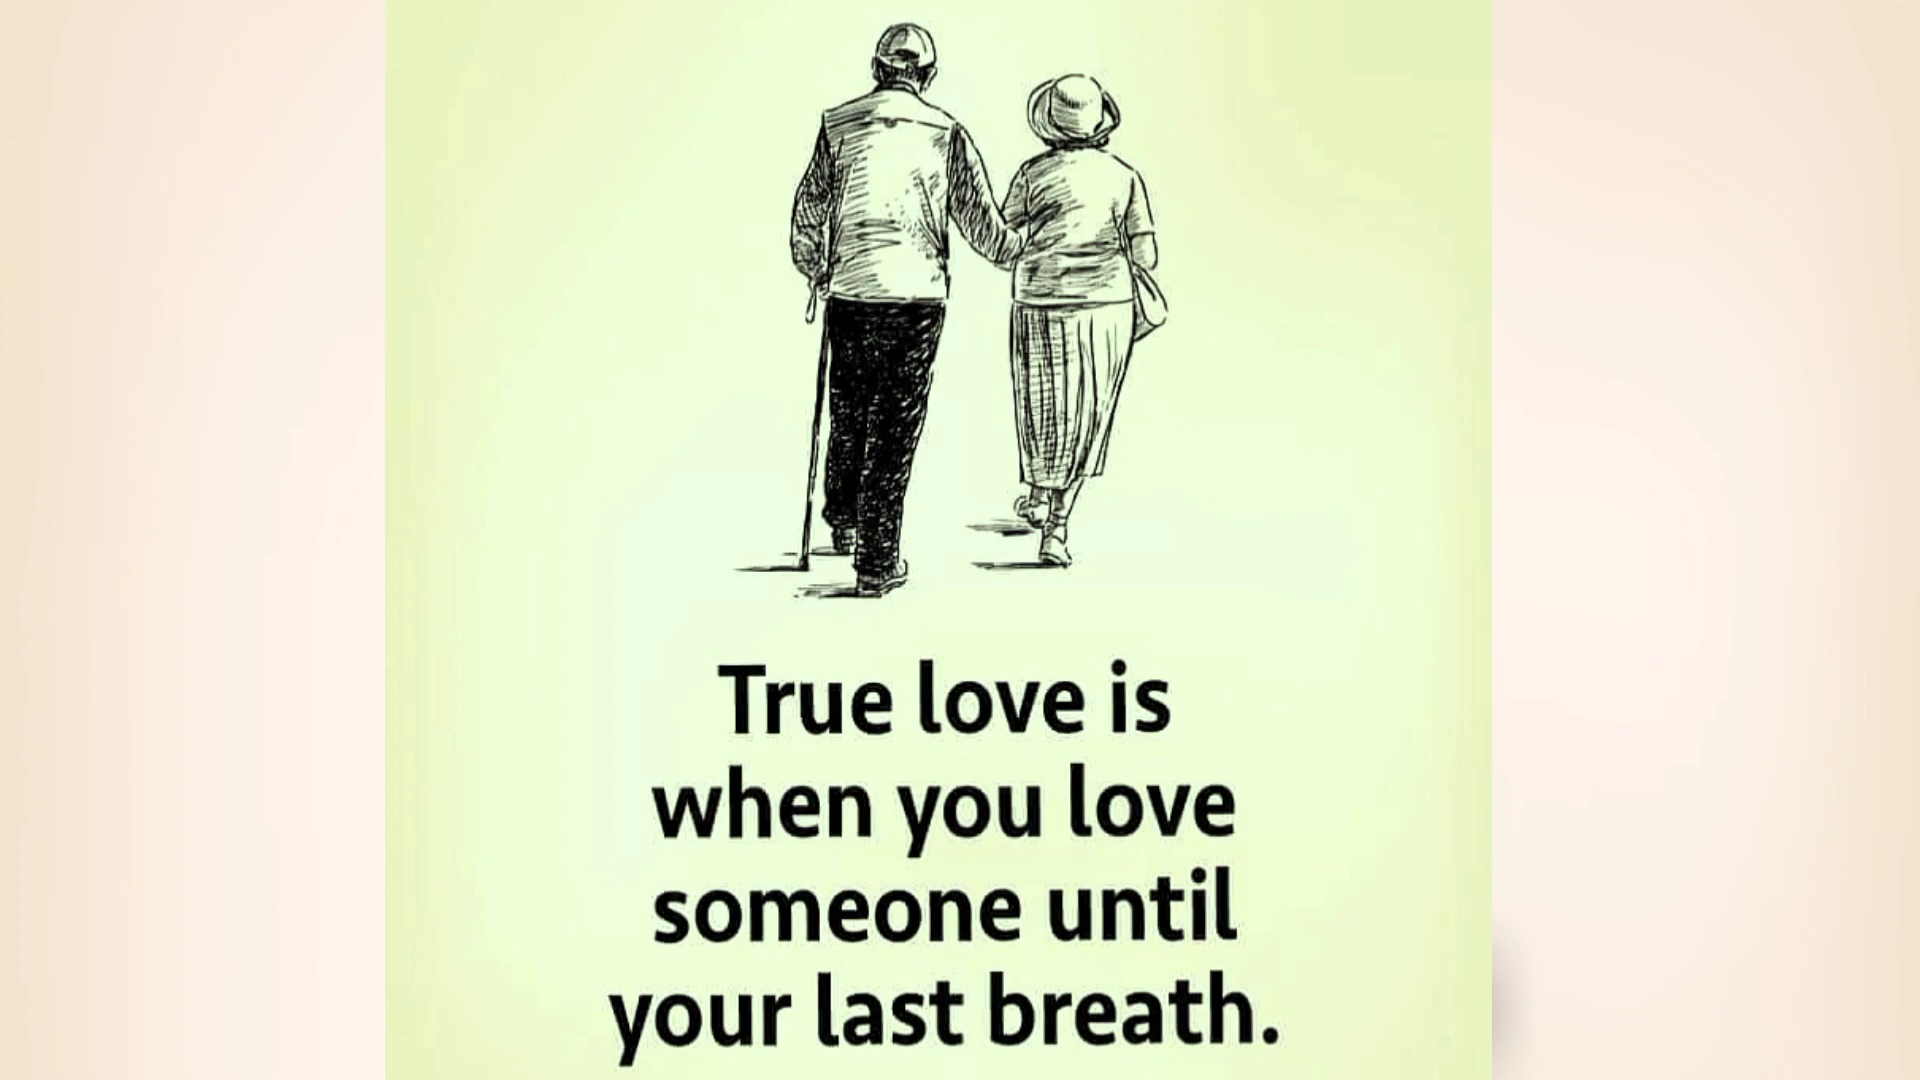 True love is
when you love
someone until
your last breath.